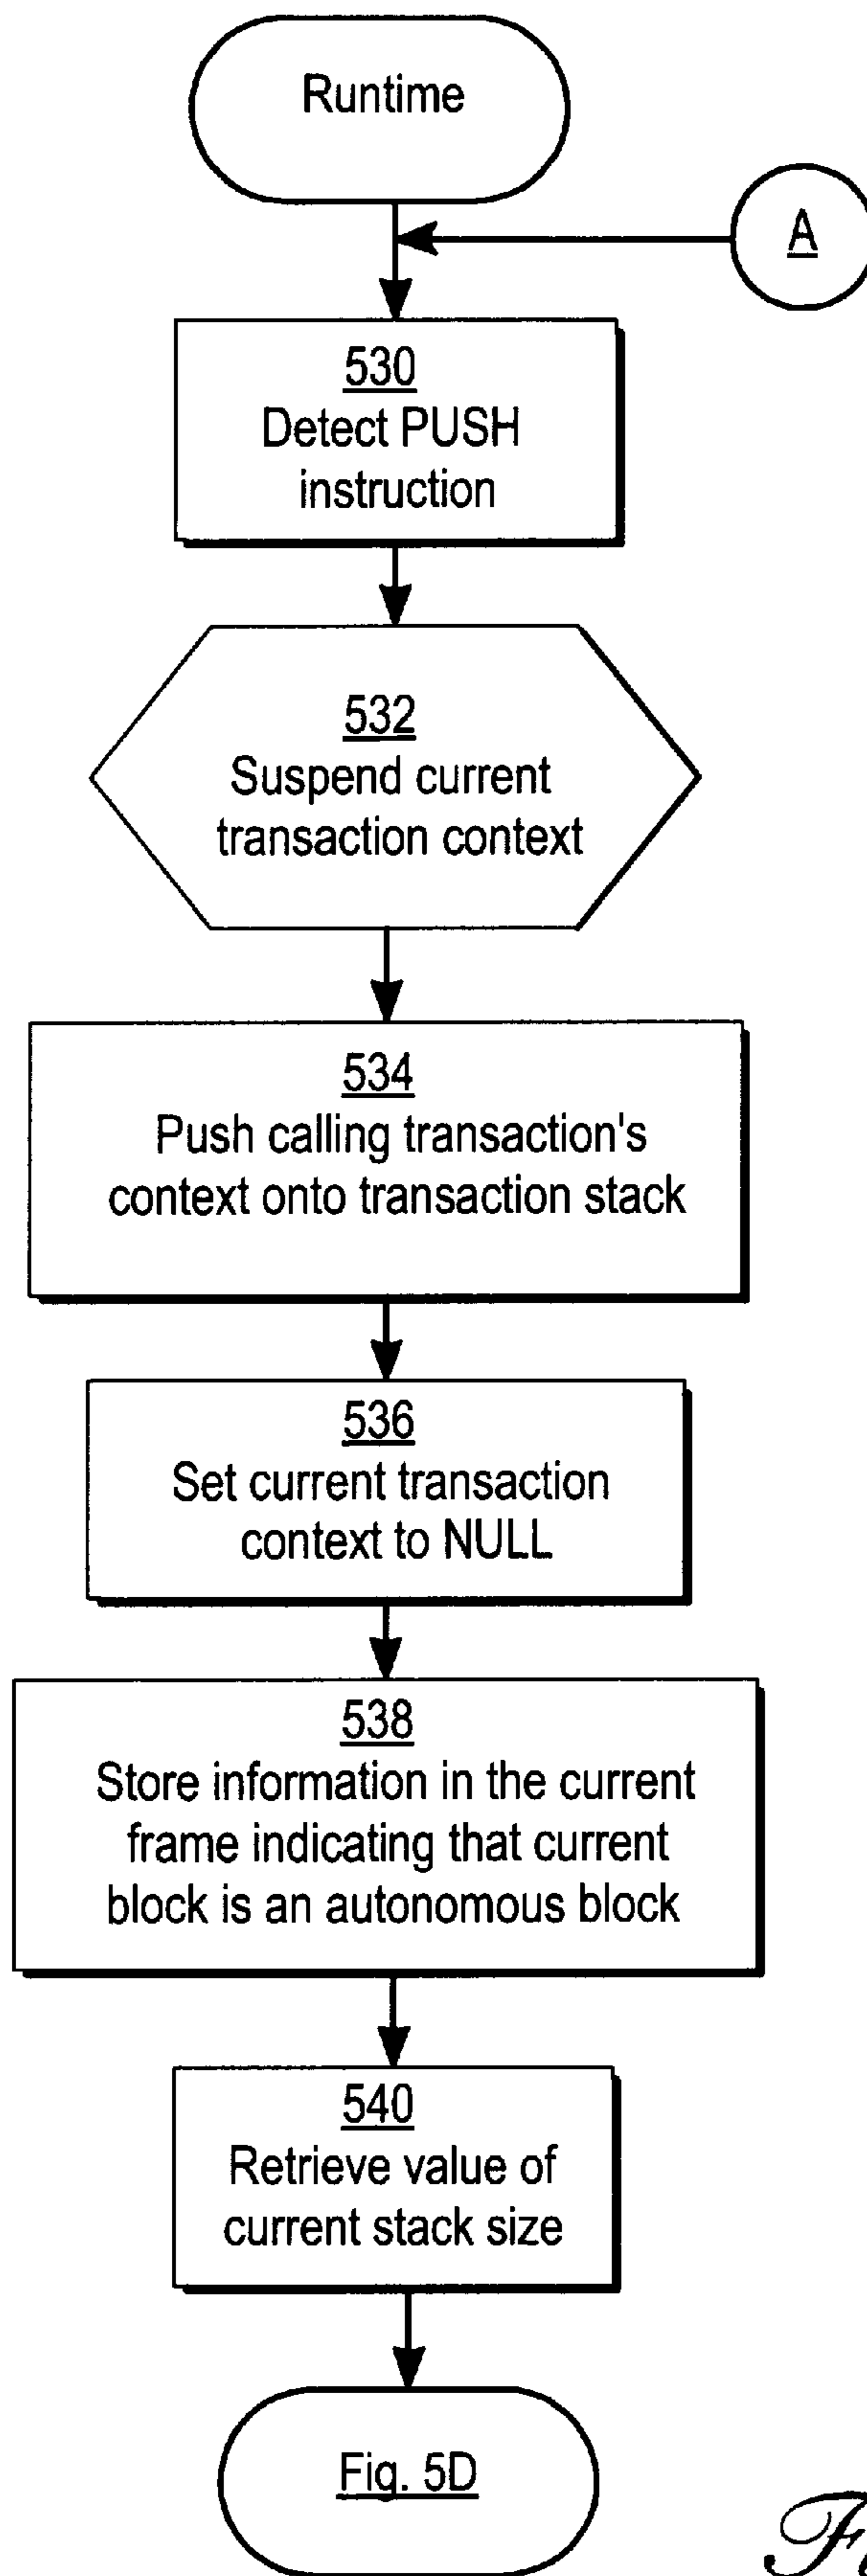 Runtime
A
530
Detect PUSH
instruction
532
Suspend current
transaction context
534
Push calling transaction's
context onto transaction stack
536
Set current transaction
context to NULL
538
Store information in the current
frame indicating that current
block is an autonomous block
540
Retrieve value of
current stack size
Fig. 5D